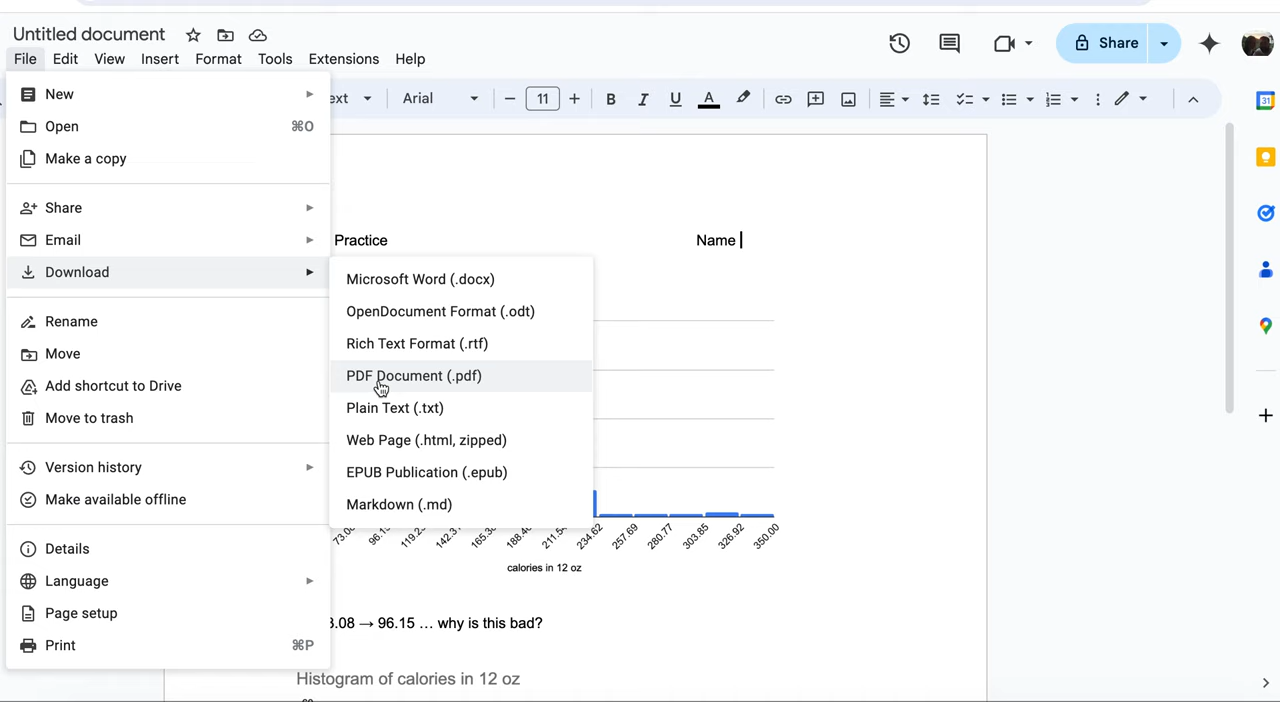 Untitled document
File Edit View Insert Format Tools Extensions Help
Share
ext Arial 11 B I U A
31
New
Open ⌘O
Make a copy
Share
Email
Download
Rename
Move
Add shortcut to Drive
Move to trash
Version history
Make available offline
Details
Language
Page setup
Print ⌘P
Microsoft Word (.docx)
OpenDocument Format (.odt)
Rich Text Format (.rtf)
PDF Document (.pdf)
Plain Text (.txt)
Web Page (.html, zipped)
EPUB Publication (.epub)
Markdown (.md)
Practice Name
234.62 257.69 280.77 303.85 326.92 350.00
calories in 12 oz
.08 → 96.15 … why is this bad?
Histogram of calories in 12 oz